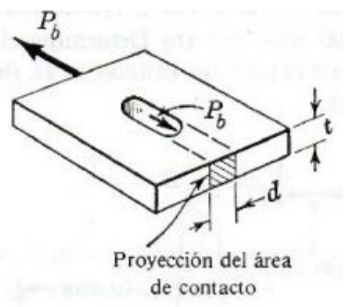 P_b
P_b
t
d
Proyección del área
de contacto